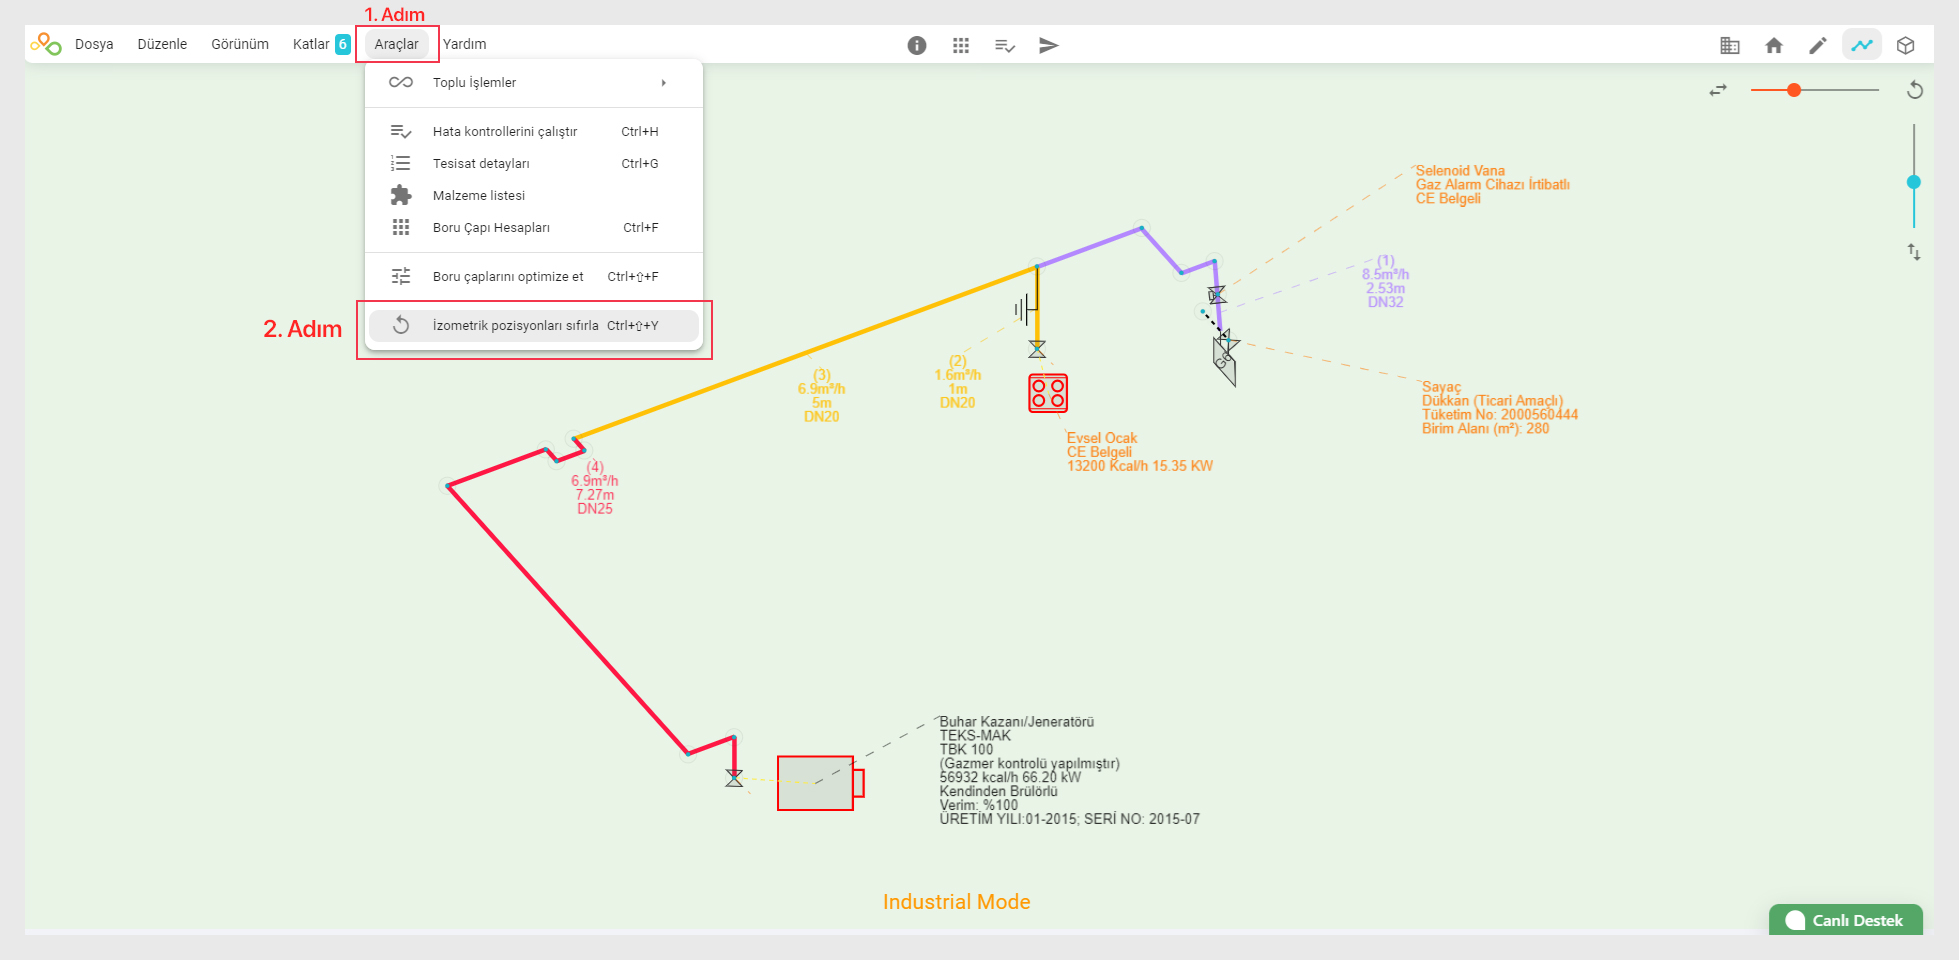 1. Adım
Dosya Düzenle Görünüm Katlar 6 Araçlar Yardım
Toplu İşlemler
Hata kontrollerini çalıştır Ctrl+H
Tesisat detayları Ctrl+G
Malzeme listesi
Boru Çapı Hesapları Ctrl+F
Boru çaplarını optimize et Ctrl+⇧+F
2. Adım
İzometrik pozisyonları sıfırla Ctrl+⇧+Y
Selenoid Vana
Gaz Alarm Cihazı İrtibatlı
CE Belgeli
(1)
8.5m³/h
2.53m
DN32
G6
(2)
1.6m³/h
1m
DN20
(3)
6.9m³/h
5m
DN20
Sayaç
Dükkan (Ticari Amaçlı)
Tüketim No: 2000560444
Birim Alanı (m²): 280
Evsel Ocak
CE Belgeli
13200 Kcal/h 15.35 KW
(4)
6.9m³/h
7.27m
DN25
Buhar Kazanı/Jeneratörü
TEKS-MAK
TBK 100
(Gazmer kontrolü yapılmıştır)
56932 kcal/h 66.20 kW
Kendinden Brülörlü
Verim: %100
ÜRETİM YILI:01-2015; SERİ NO: 2015-07
Industrial Mode
Canlı Destek